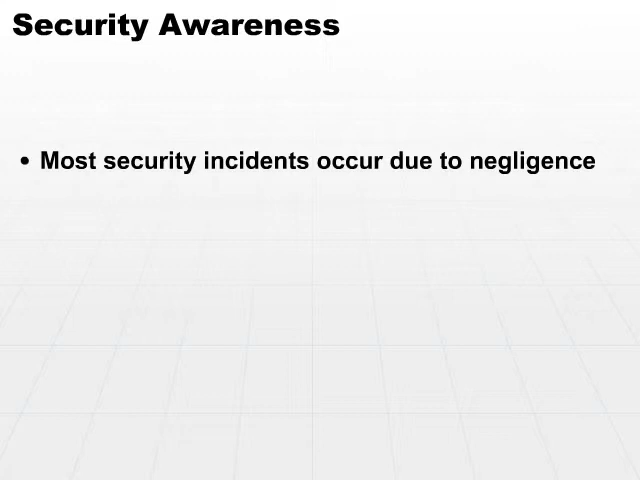 Security Awareness
• Most security incidents occur due to negligence